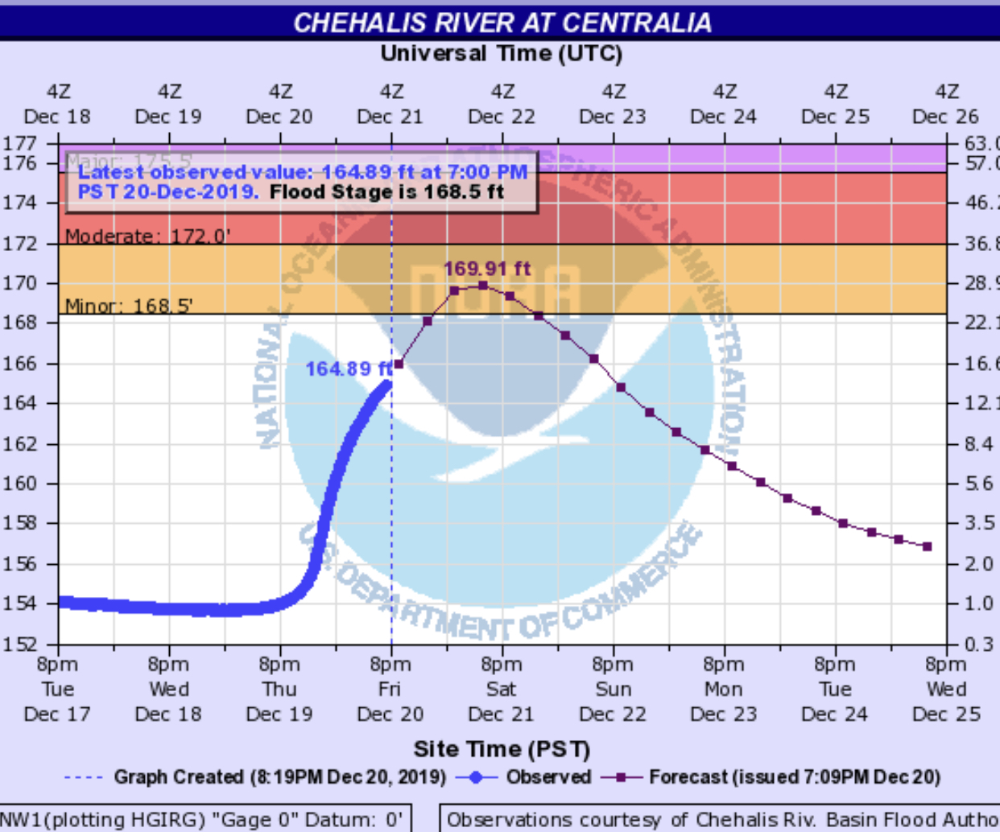 CHEHALIS RIVER AT CENTRALIA
Universal Time (UTC)
4Z 4Z 4Z 4Z 4Z 4Z 4Z 4Z 4Z
Dec 18 Dec 19 Dec 20 Dec 21 Dec 22 Dec 23 Dec 24 Dec 25 Dec 26
177 63.0
176 57.0
Major: 175.5'
Latest observed value: 164.89 ft at 7:00 PM
PST 20-Dec-2019. Flood Stage is 168.5 ft
174 46.
Moderate: 172.0'
172 36.8
169.91 ft
170 28.9
Minor: 168.5'
168 22.1
166 16.6
164.89 ft
164 12.1
162 8.4
160 5.6
158 3.5
156 2.0
154 1.0
152 0.3
NATIONAL OCEANIC AND ATMOSPHERIC ADMINISTRATION
NOAA
U.S. DEPARTMENT OF COMMERCE
8pm 8pm 8pm 8pm 8pm 8pm 8pm 8pm 8pm
Tue Wed Thu Fri Sat Sun Mon Tue Wed
Dec 17 Dec 18 Dec 19 Dec 20 Dec 21 Dec 22 Dec 23 Dec 24 Dec 25
Site Time (PST)
Graph Created (8:19PM Dec 20, 2019) Observed Forecast (issued 7:09PM Dec 20)
NW1(plotting HGIRG) "Gage 0" Datum: 0' Observations courtesy of Chehalis Riv. Basin Flood Autho